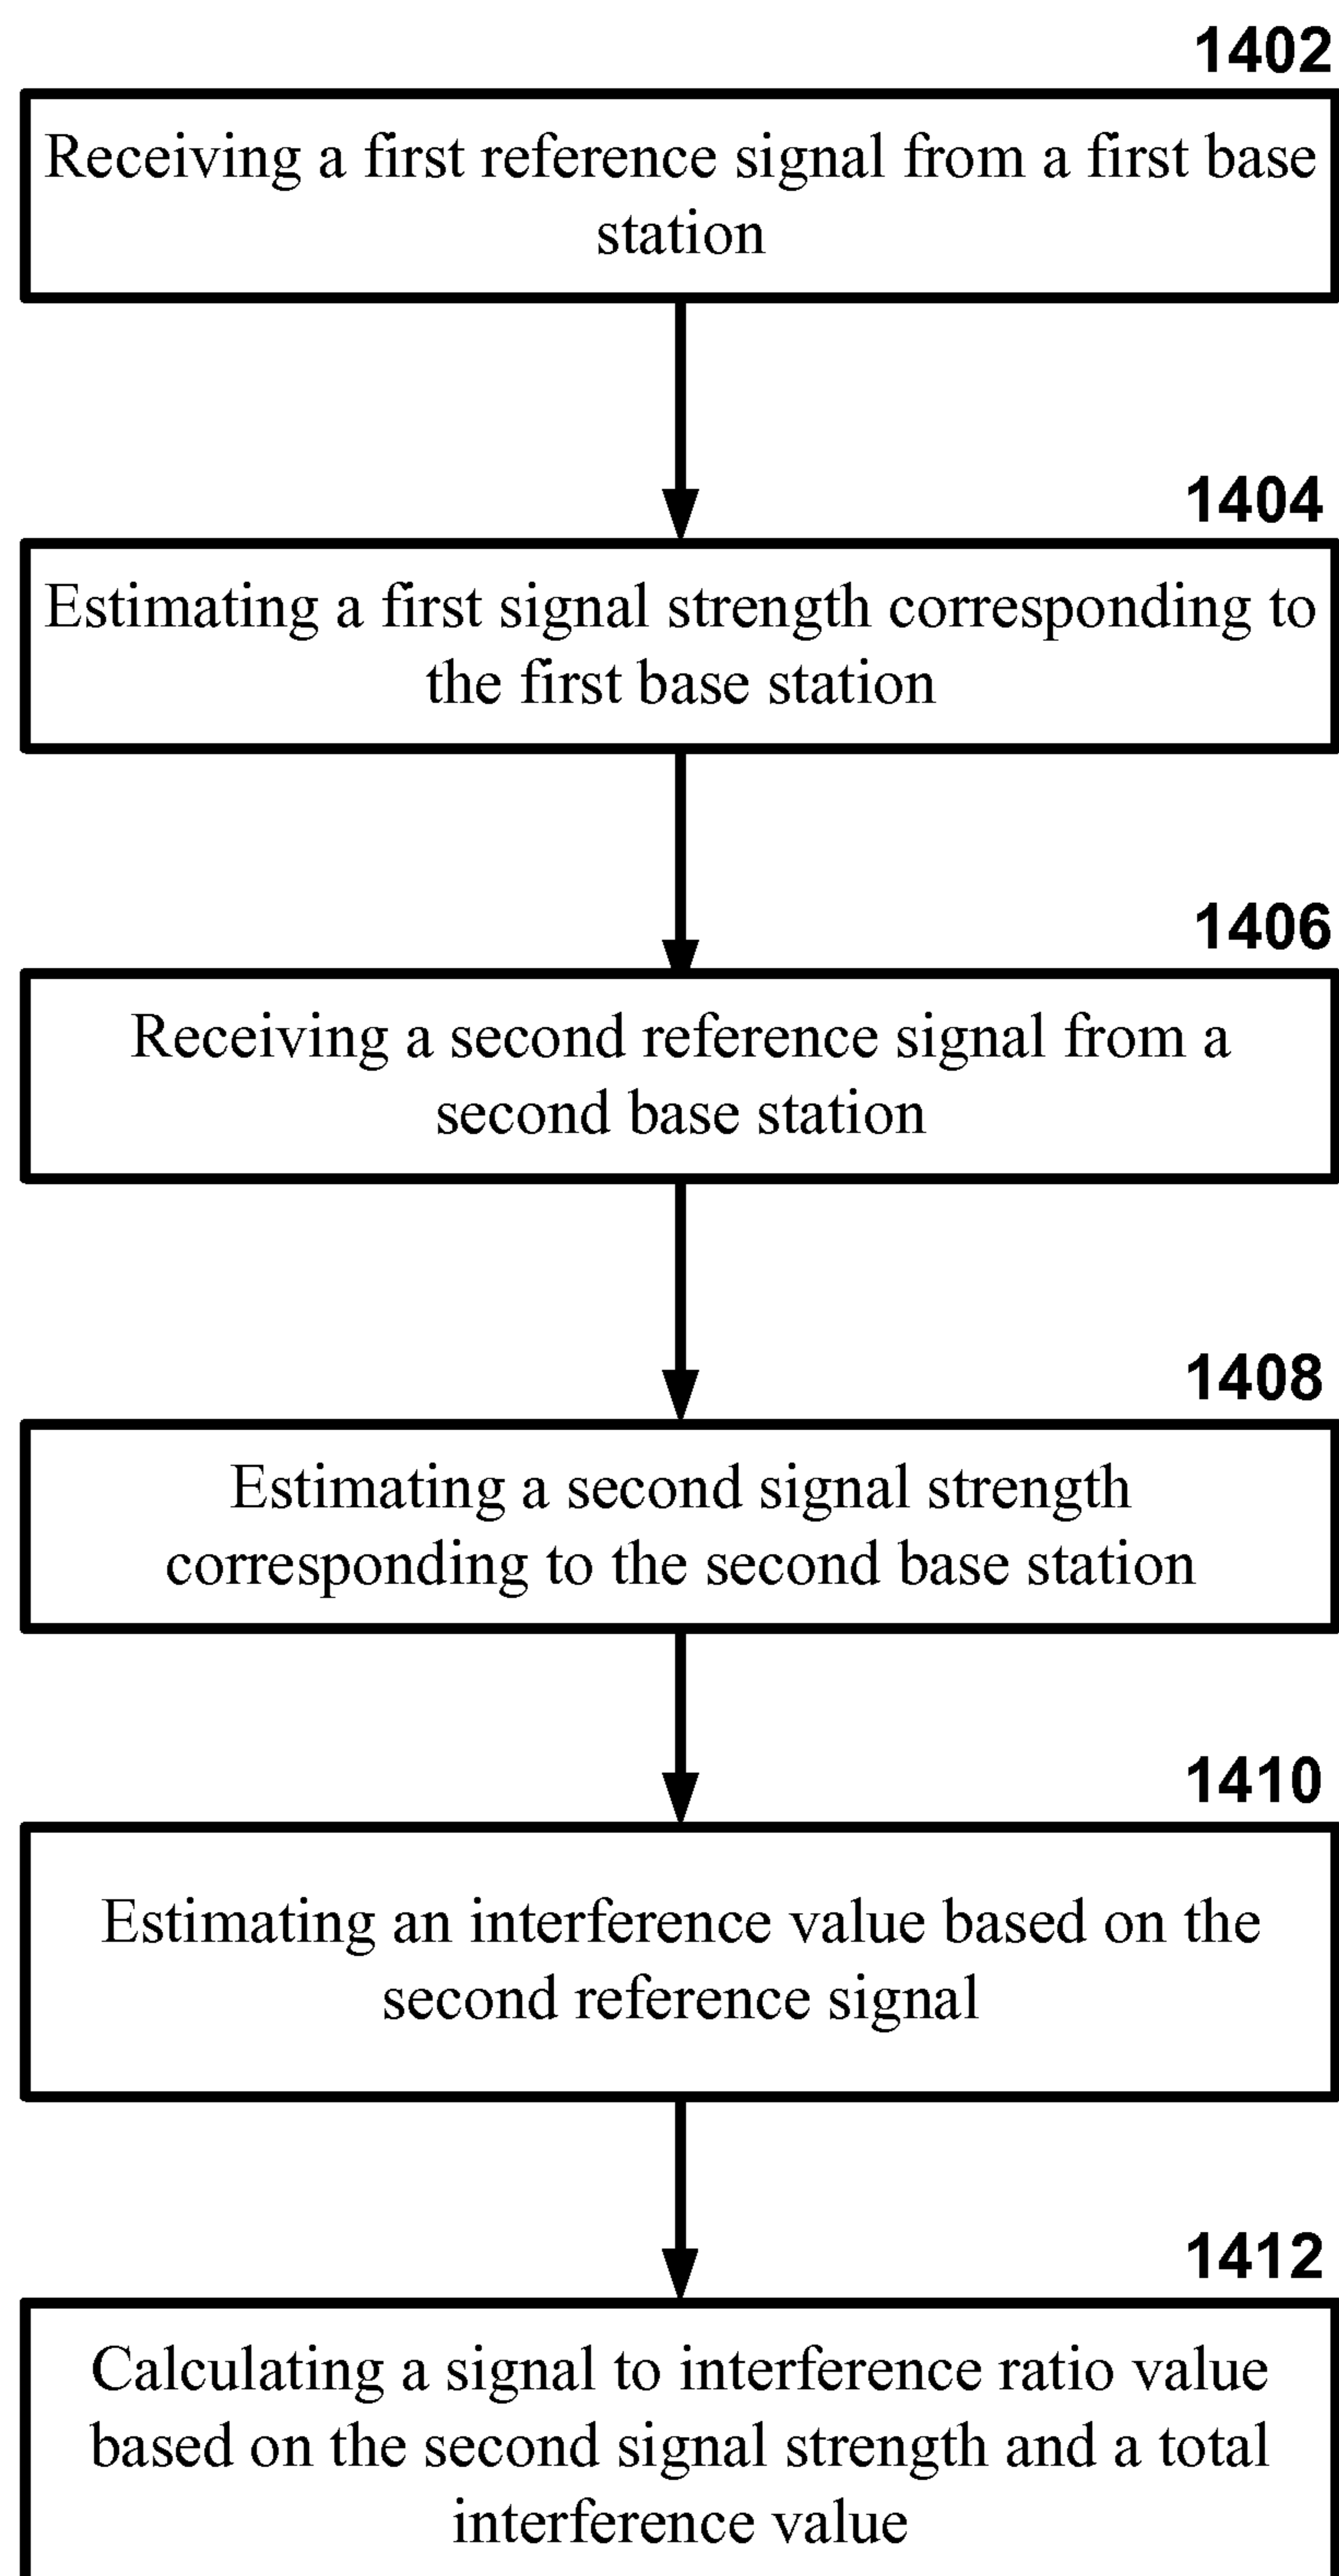 1402
Receiving a first reference signal from a first base
station
1404
Estimating a first signal strength corresponding to
the first base station
1406
Receiving a second reference signal from a
second base station
1408
Estimating a second signal strength
corresponding to the second base station
1410
Estimating an interference value based on the
second reference signal
1412
Calculating a signal to interference ratio value
based on the second signal strength and a total
interference value